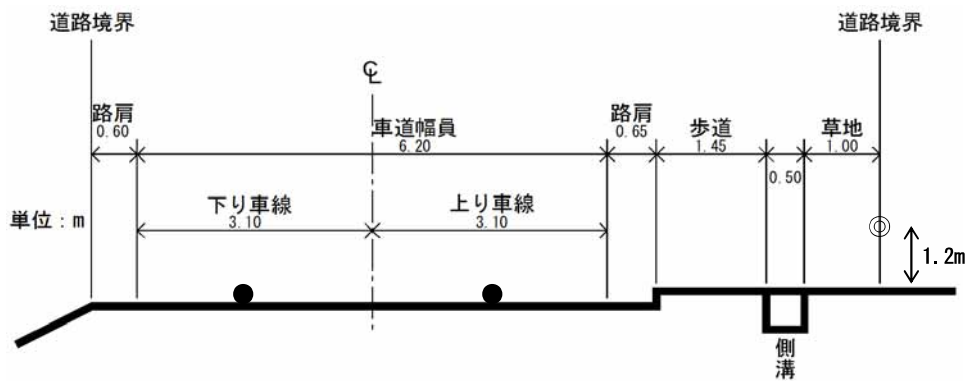 道路境界
道路境界
℄
路肩
0.60
車道幅員
6.20
路肩
0.65
歩道
1.45
0.50
草地
1.00
単位：m
下り車線
3.10
上り車線
3.10
1.2m
側溝